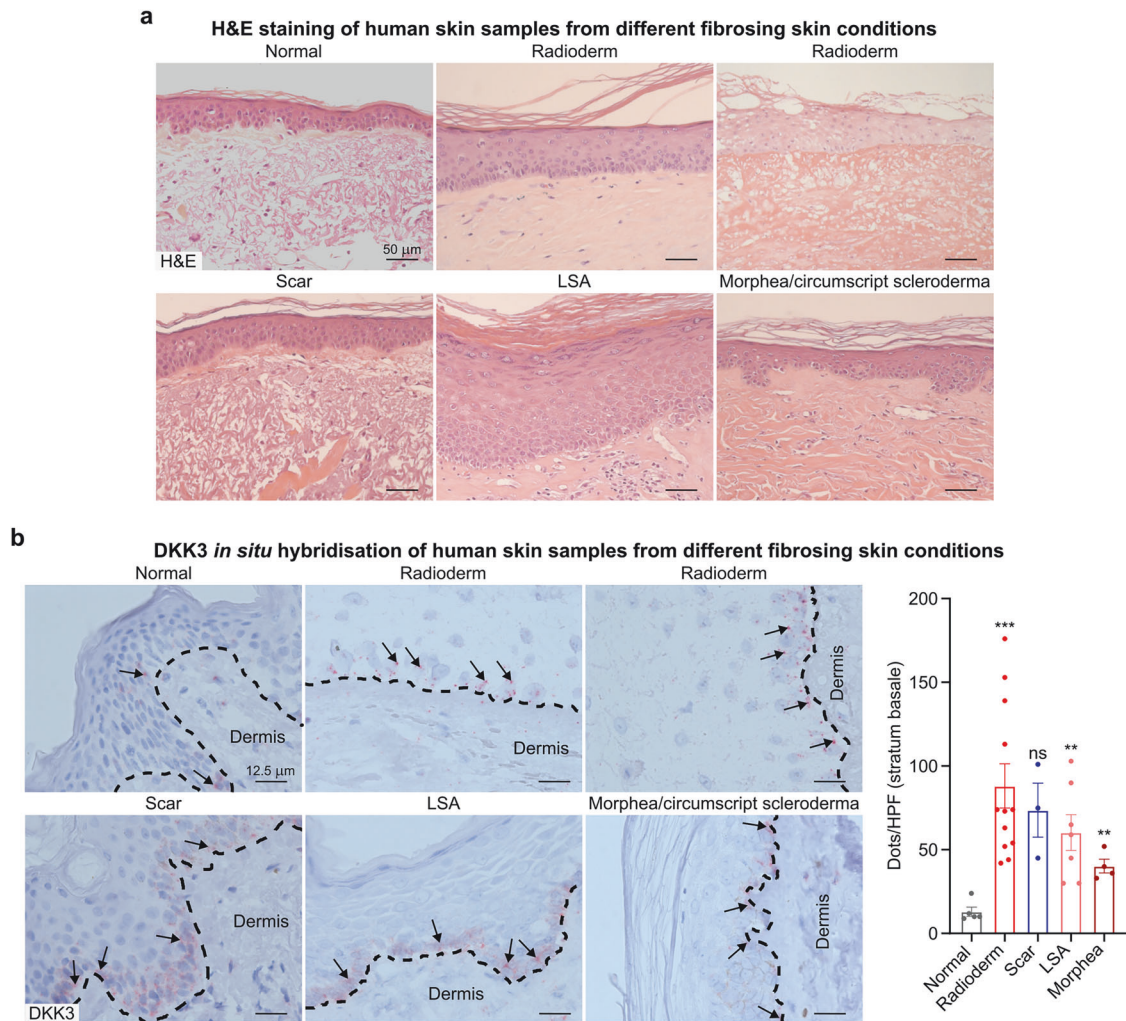 a
H&E staining of human skin samples from different fibrosing skin conditions
Normal
Radioderm
Radioderm
50 μm
H&E
Scar
LSA
Morphea/circumscript scleroderma
b
DKK3 in situ hybridisation of human skin samples from different fibrosing skin conditions
Normal
Radioderm
Radioderm
Dermis
12.5 μm
Dermis
Dermis
Scar
LSA
Morphea/circumscript scleroderma
Dermis
DKK3
Dermis
Dermis
Dots/HPF (stratum basale)
200
150
100
50
0
***
ns
**
**
Normal
Radioderm
Scar
LSA
Morphea